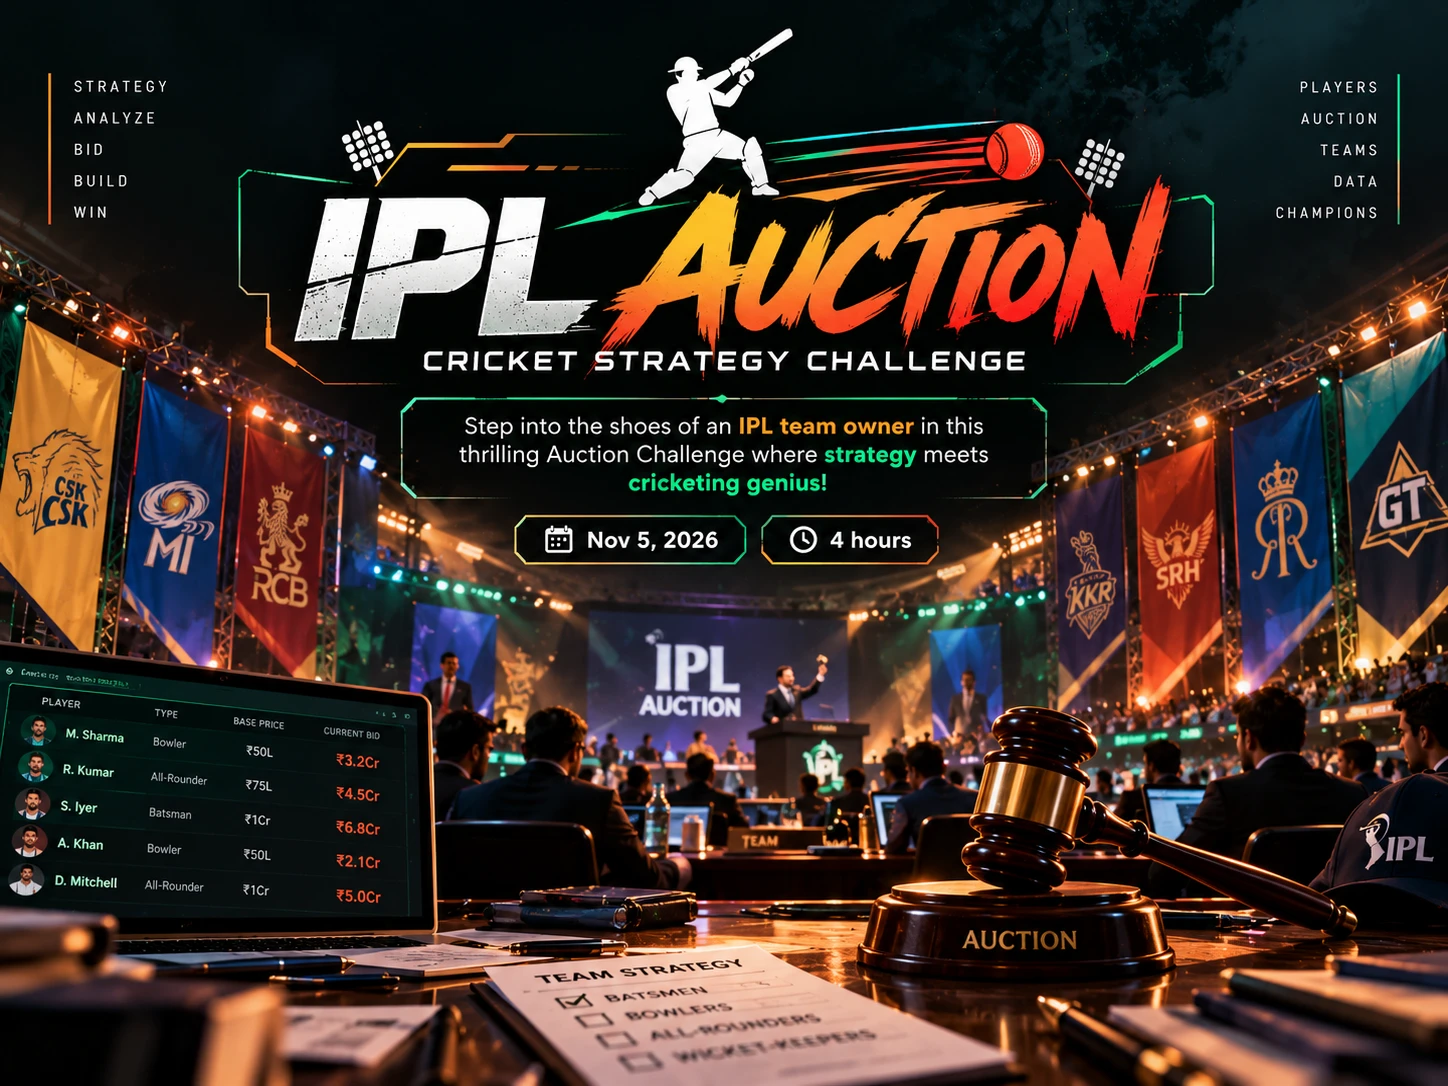 STRATEGY
ANALYZE
BID
BUILD
WIN
PLAYERS
AUCTION
TEAMS
DATA
CHAMPIONS
IPL AUCTION
CRICKET STRATEGY CHALLENGE
Step into the shoes of an IPL team owner in this
thrilling Auction Challenge where strategy meets
cricketing genius!
Nov 5, 2026
4 hours
CSK
CSK
MI
RCB
KKR
SRH
RR
GT
IPL
AUCTION
IPL
PLAYER TYPE BASE PRICE CURRENT BID
M. Sharma Bowler ₹50L ₹3.2Cr
R. Kumar All-Rounder ₹75L ₹4.5Cr
S. Iyer Batsman ₹1Cr ₹6.8Cr
A. Khan Bowler ₹50L ₹2.1Cr
D. Mitchell All-Rounder ₹1Cr ₹5.0Cr
TEAM
IPL
AUCTION
TEAM STRATEGY
BATSMEN
BOWLERS
ALL-ROUNDERS
WICKET-KEEPERS